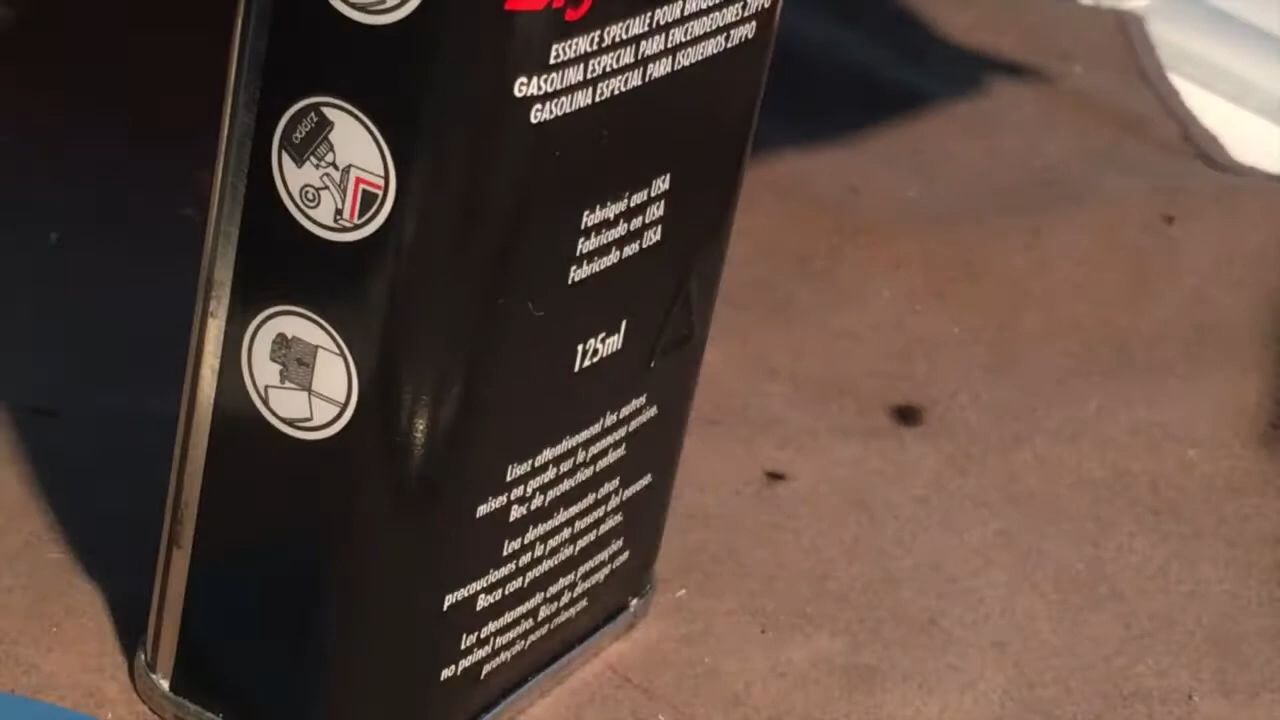 ESSENCE SPECIALE POUR
GASOLINA ESPECIAL PARA ENCENDEDORES ZIPPO
GASOLINA ESPECIAL PARA ISQUEIROS ZIPPO
zippo
C
Fabriqué aux USA
Fabricado en USA
Fabricado nos USA
125ml
Lisez attentivement les autres
mises en garde sur le panneau arrière.
Bec de protection enfant.
Lea detenidamente otras
precauciones en la parte trasera del envase.
Boca con protección para niños.
Ler atentamente outras precauções
no painel traseiro. Bico de descarga com
proteção para crianças.